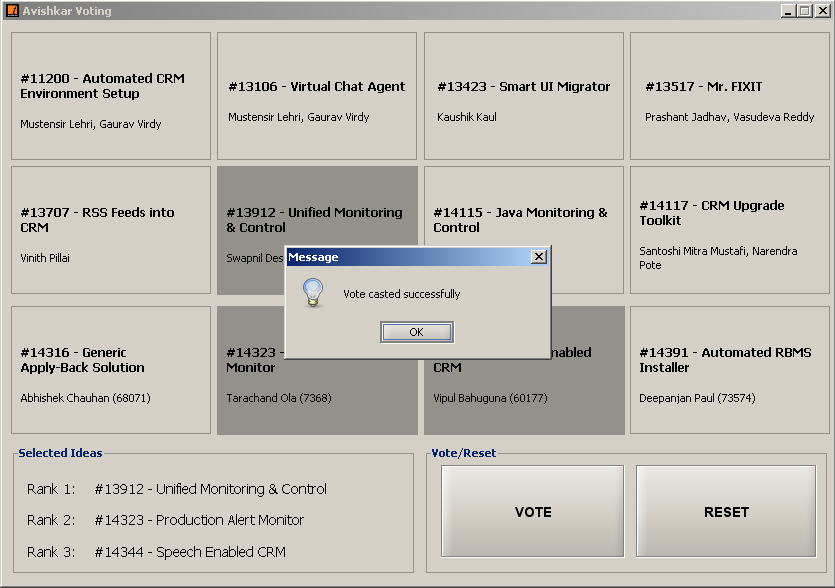 Avishkar Voting
#11200 - Automated CRM
Environment Setup
Mustensir Lehri, Gaurav Virdy
#13106 - Virtual Chat Agent
Mustensir Lehri, Gaurav Virdy
#13423 - Smart UI Migrator
Kaushik Kaul
#13517 - Mr. FIXIT
Prashant Jadhav, Vasudeva Reddy
#13707 - RSS Feeds into
CRM
Vinith Pillai
#13912 - Unified Monitoring
& Control
Swapnil Des
#14115 - Java Monitoring &
Control
#14117 - CRM Upgrade
Toolkit
Santoshi Mitra Mustafi, Narendra
Pote
Message
Vote casted successfully
OK
#14316 - Generic
Apply-Back Solution
Abhishek Chauhan (68071)
#14323 -
Monitor
Tarachand Ola (7368)
nabled
CRM
Vipul Bahuguna (60177)
#14391 - Automated RBMS
Installer
Deepanjan Paul (73574)
Selected Ideas
Rank 1: #13912 - Unified Monitoring & Control
Rank 2: #14323 - Production Alert Monitor
Rank 3: #14344 - Speech Enabled CRM
Vote/Reset
VOTE
RESET